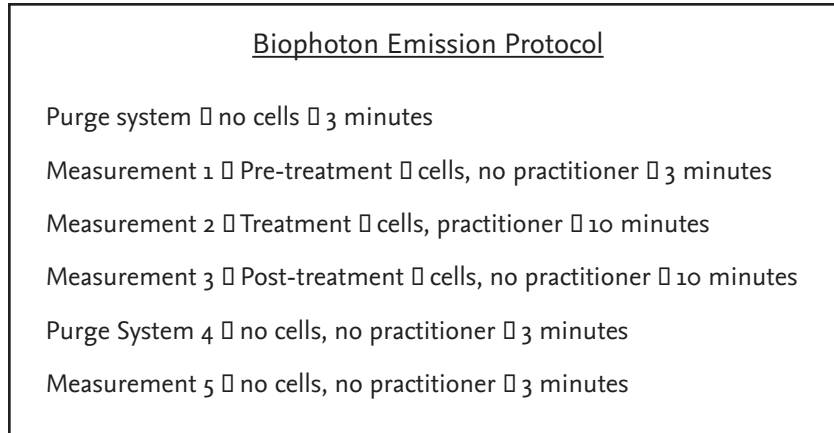 Biophoton Emission Protocol
Purge system ▯ no cells ▯ 3 minutes
Measurement 1 ▯ Pre-treatment ▯ cells, no practitioner ▯ 3 minutes
Measurement 2 ▯ Treatment ▯ cells, practitioner ▯ 10 minutes
Measurement 3 ▯ Post-treatment ▯ cells, no practitioner ▯ 10 minutes
Purge System 4 ▯ no cells, no practitioner ▯ 3 minutes
Measurement 5 ▯ no cells, no practitioner ▯ 3 minutes